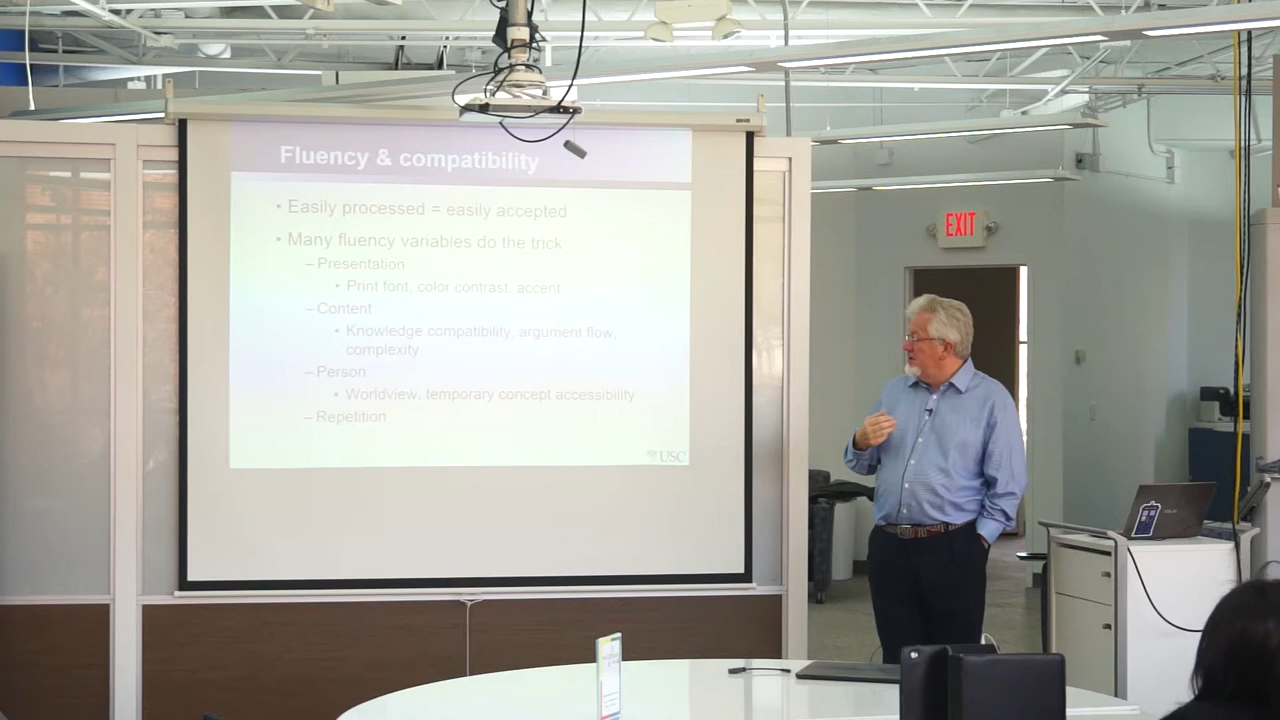 Fluency & compatibility
• Easily processed = easily accepted
• Many fluency variables do the trick
– Presentation
• Print font, color contrast, accent
– Content
• Knowledge compatibility, argument flow,
complexity
– Person
• Worldview, temporary concept accessibility
– Repetition
USC
EXIT